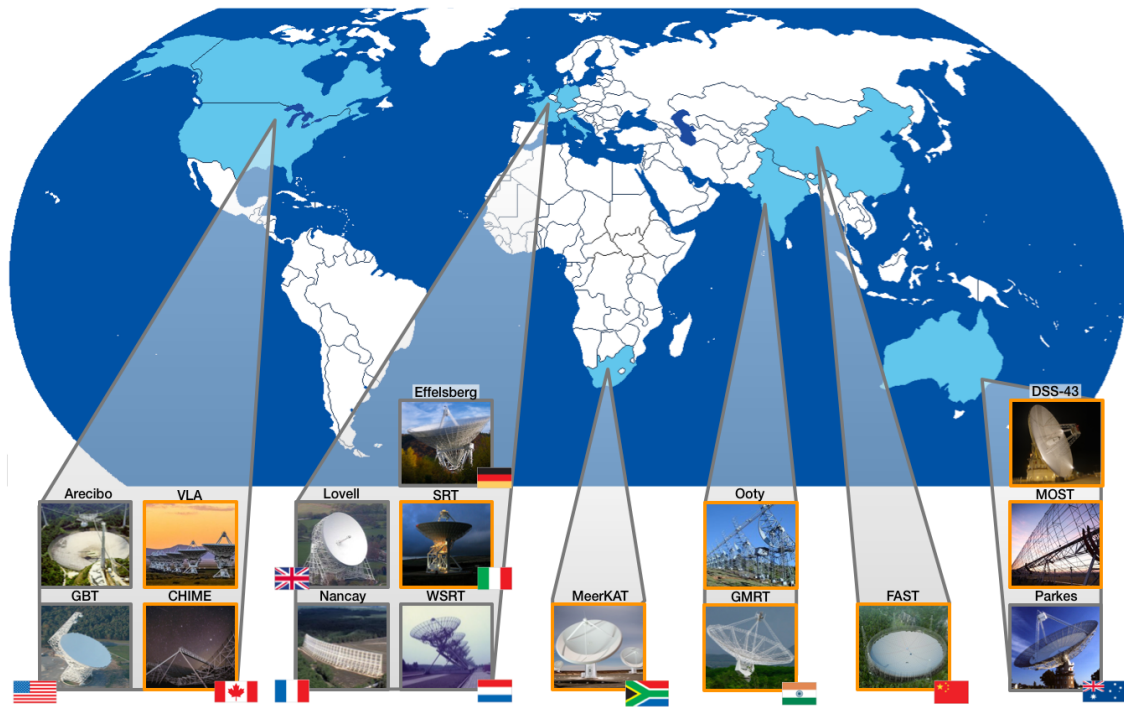 Effelsberg
DSS-43
Arecibo
VLA
Lovell
SRT
Ooty
MOST
GBT
CHIME
Nancay
WSRT
MeerKAT
GMRT
FAST
Parkes